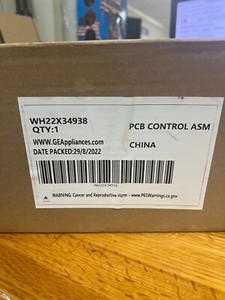 WH22X34938
QTY:1
PCB CONTROL ASM
WWW.GEAppliances.com
CHINA
DATE PACKED:29/8/2022
WH22X34938
WARNING: Cancer and Reproductive Harm - www.P65Warnings.ca.gov